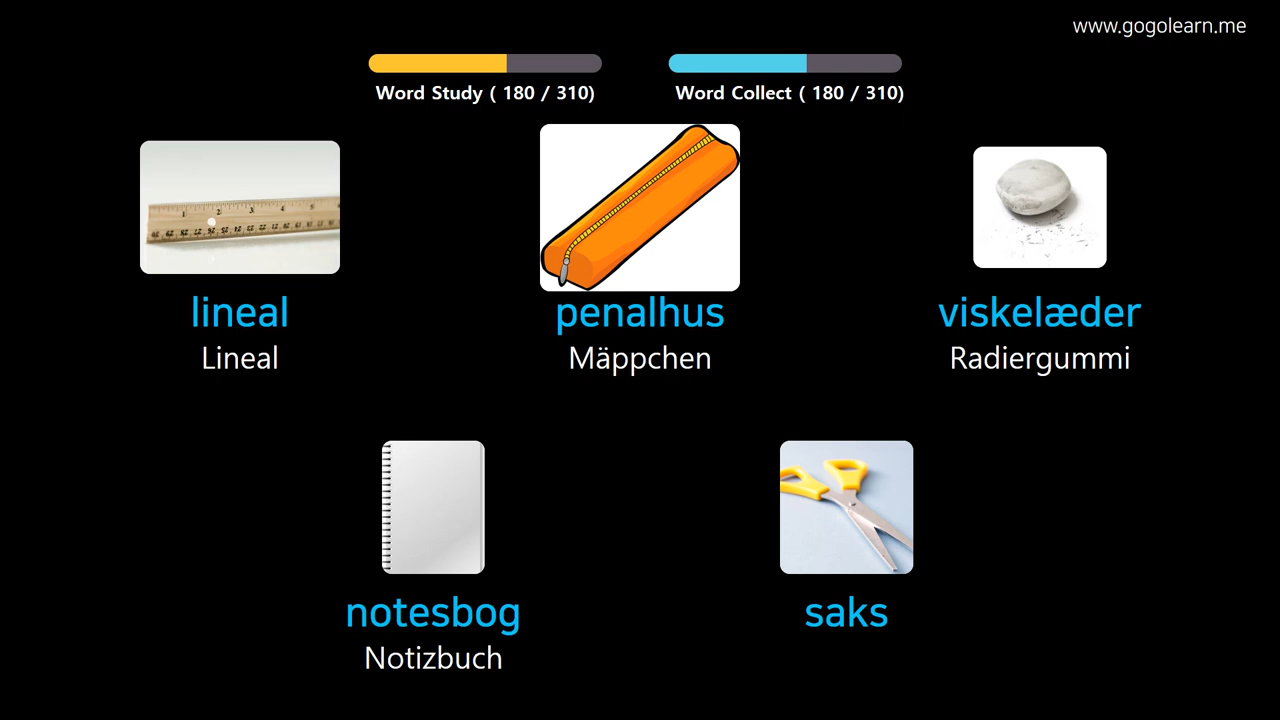 www.gogolearn.me
Word Study ( 180 / 310)
Word Collect ( 180 / 310)
lineal
Lineal
penalhus
Mäppchen
viskelæder
Radiergummi
notesbog
Notizbuch
saks